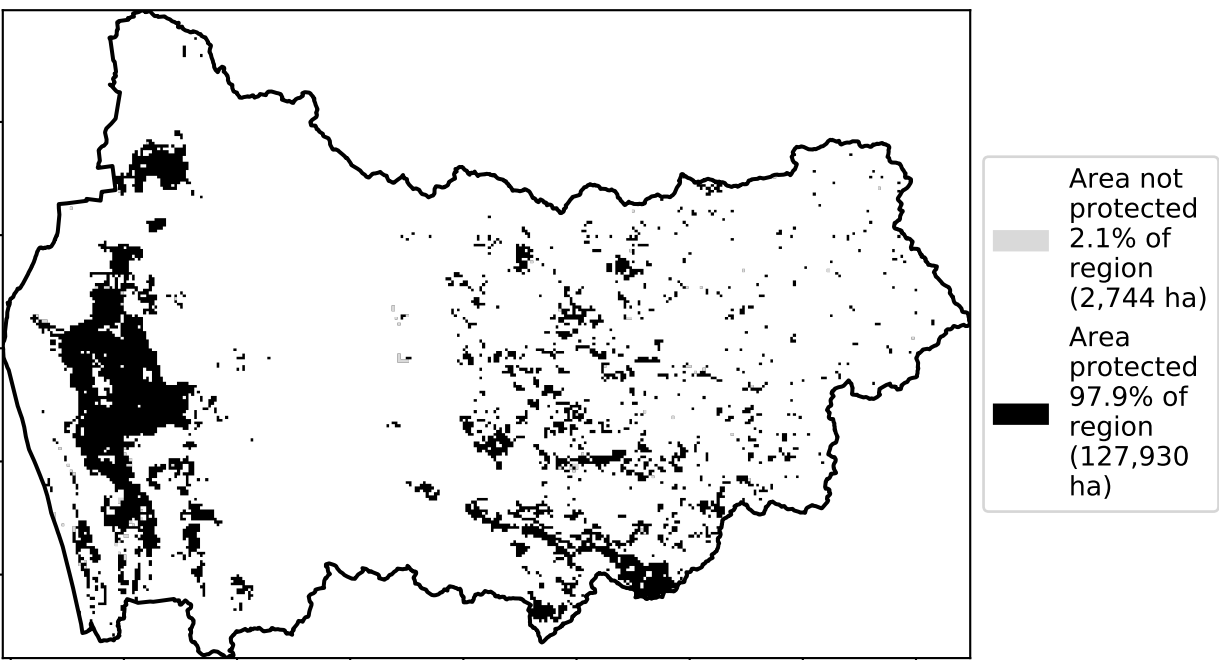 Area not
protected
2.1% of
region
(2,744 ha)
Area
protected
97.9% of
region
(127,930
ha)